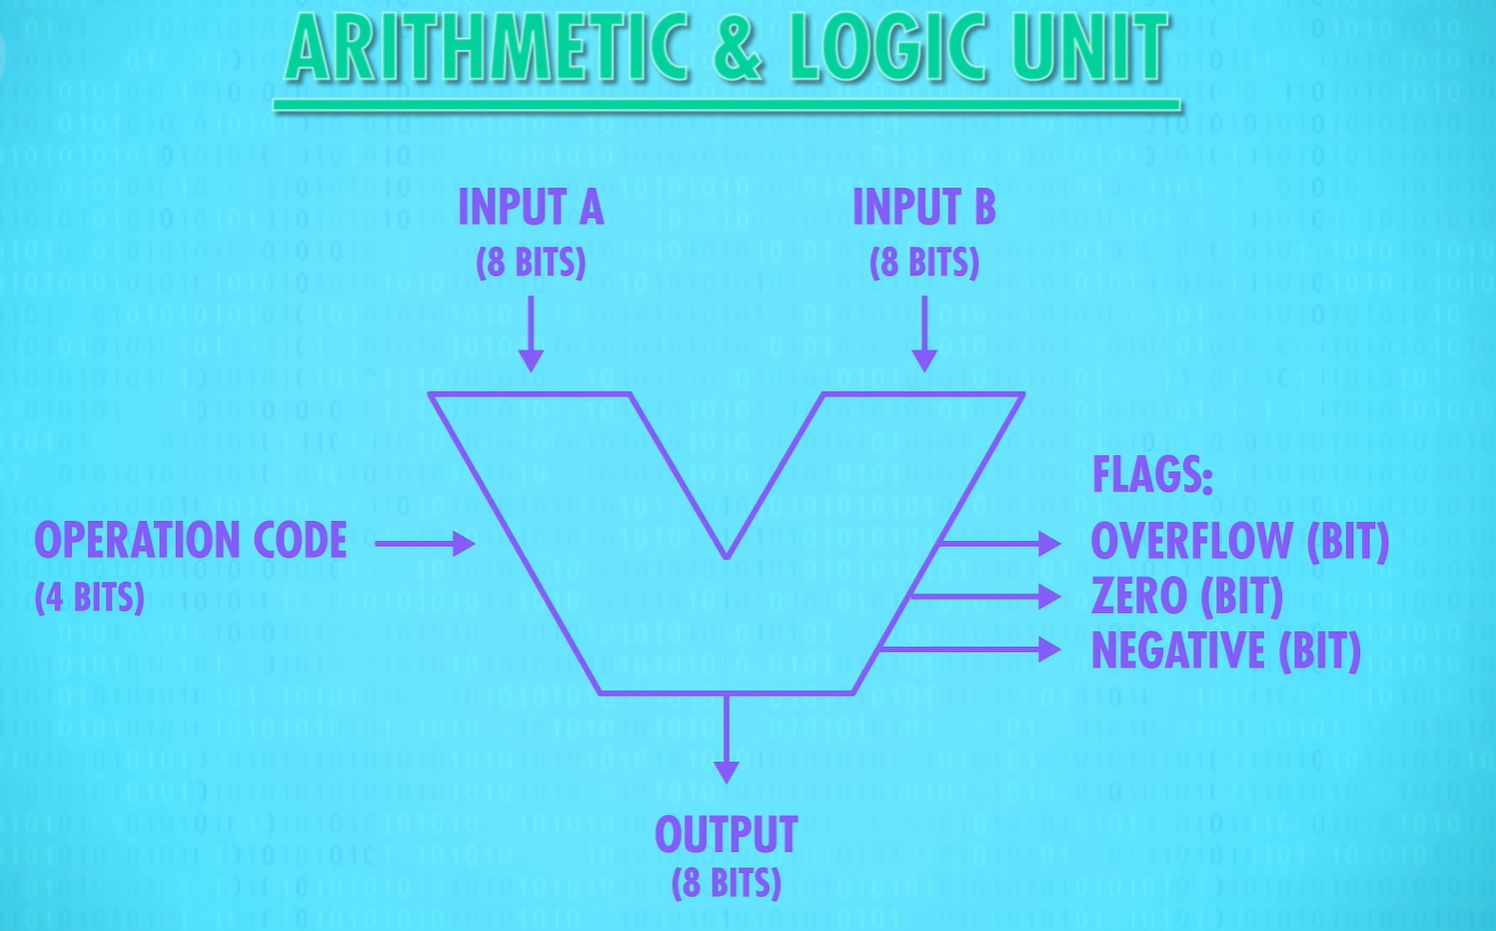 ARITHMETIC & LOGIC UNIT
INPUT A
(8 BITS)
INPUT B
(8 BITS)
OPERATION CODE
(4 BITS)
FLAGS:
OVERFLOW (BIT)
ZERO (BIT)
NEGATIVE (BIT)
OUTPUT
(8 BITS)